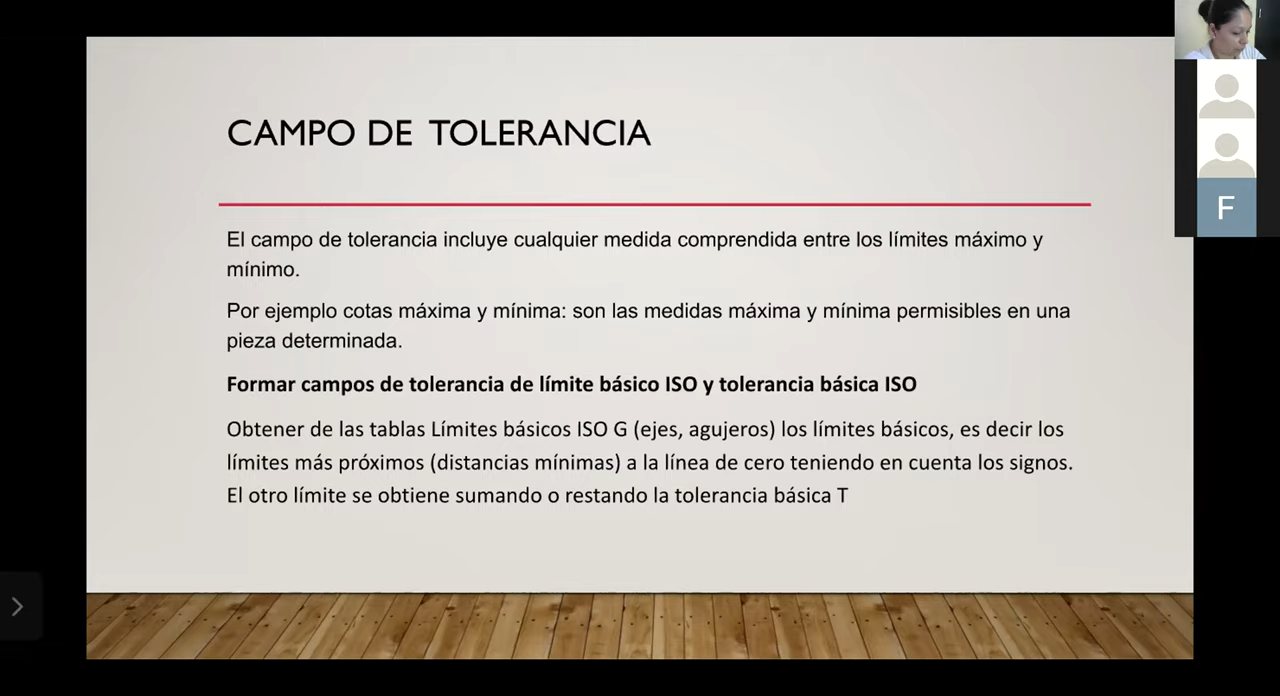 CAMPO DE TOLERANCIA
El campo de tolerancia incluye cualquier medida comprendida entre los límites máximo y
mínimo.
Por ejemplo cotas máxima y mínima: son las medidas máxima y mínima permisibles en una
pieza determinada.
Formar campos de tolerancia de límite básico ISO y tolerancia básica ISO
Obtener de las tablas Límites básicos ISO G (ejes, agujeros) los límites básicos, es decir los
límites más próximos (distancias mínimas) a la línea de cero teniendo en cuenta los signos.
El otro límite se obtiene sumando o restando la tolerancia básica T
F